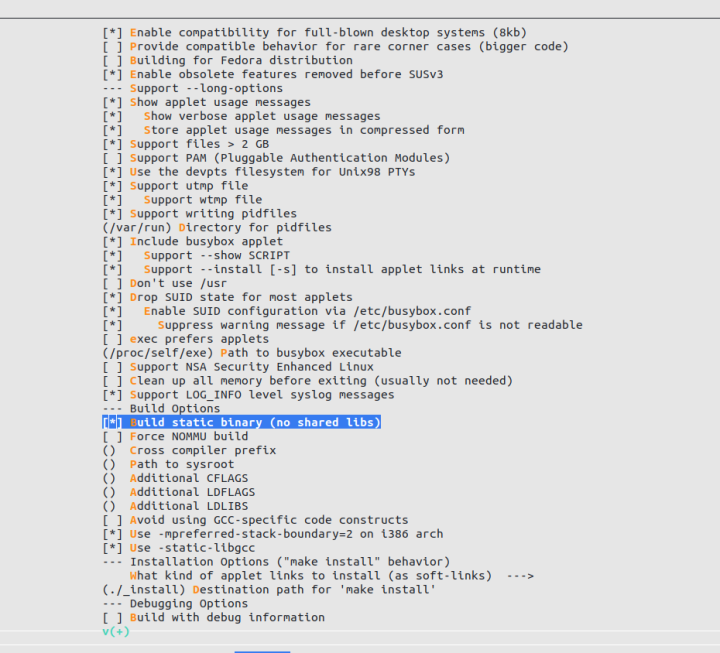 [*] Enable compatibility for full-blown desktop systems (8kb)
[ ] Provide compatible behavior for rare corner cases (bigger code)
[ ] Building for Fedora distribution
[*] Enable obsolete features removed before SUSv3
--- Support --long-options
[*] Show applet usage messages
[*]   Show verbose applet usage messages
[*]   Store applet usage messages in compressed form
[*] Support files > 2 GB
[ ] Support PAM (Pluggable Authentication Modules)
[*] Use the devpts filesystem for Unix98 PTYs
[*] Support utmp file
[*]   Support wtmp file
[*] Support writing pidfiles
(/var/run) Directory for pidfiles
[*] Include busybox applet
[*]   Support --show SCRIPT
[*]   Support --install [-s] to install applet links at runtime
[ ] Don't use /usr
[*] Drop SUID state for most applets
[*]   Enable SUID configuration via /etc/busybox.conf
[*]     Suppress warning message if /etc/busybox.conf is not readable
[ ] exec prefers applets
(/proc/self/exe) Path to busybox executable
[ ] Support NSA Security Enhanced Linux
[ ] Clean up all memory before exiting (usually not needed)
[*] Support LOG_INFO level syslog messages
--- Build Options
[*] Build static binary (no shared libs)
[ ] Force NOMMU build
()  Cross compiler prefix
()  Path to sysroot
()  Additional CFLAGS
()  Additional LDFLAGS
()  Additional LDLIBS
[ ] Avoid using GCC-specific code constructs
[*] Use -mpreferred-stack-boundary=2 on i386 arch
[*] Use -static-libgcc
--- Installation Options ("make install" behavior)
    What kind of applet links to install (as soft-links)  --->
(./_install) Destination path for 'make install'
--- Debugging Options
[ ] Build with debug information
v(+)